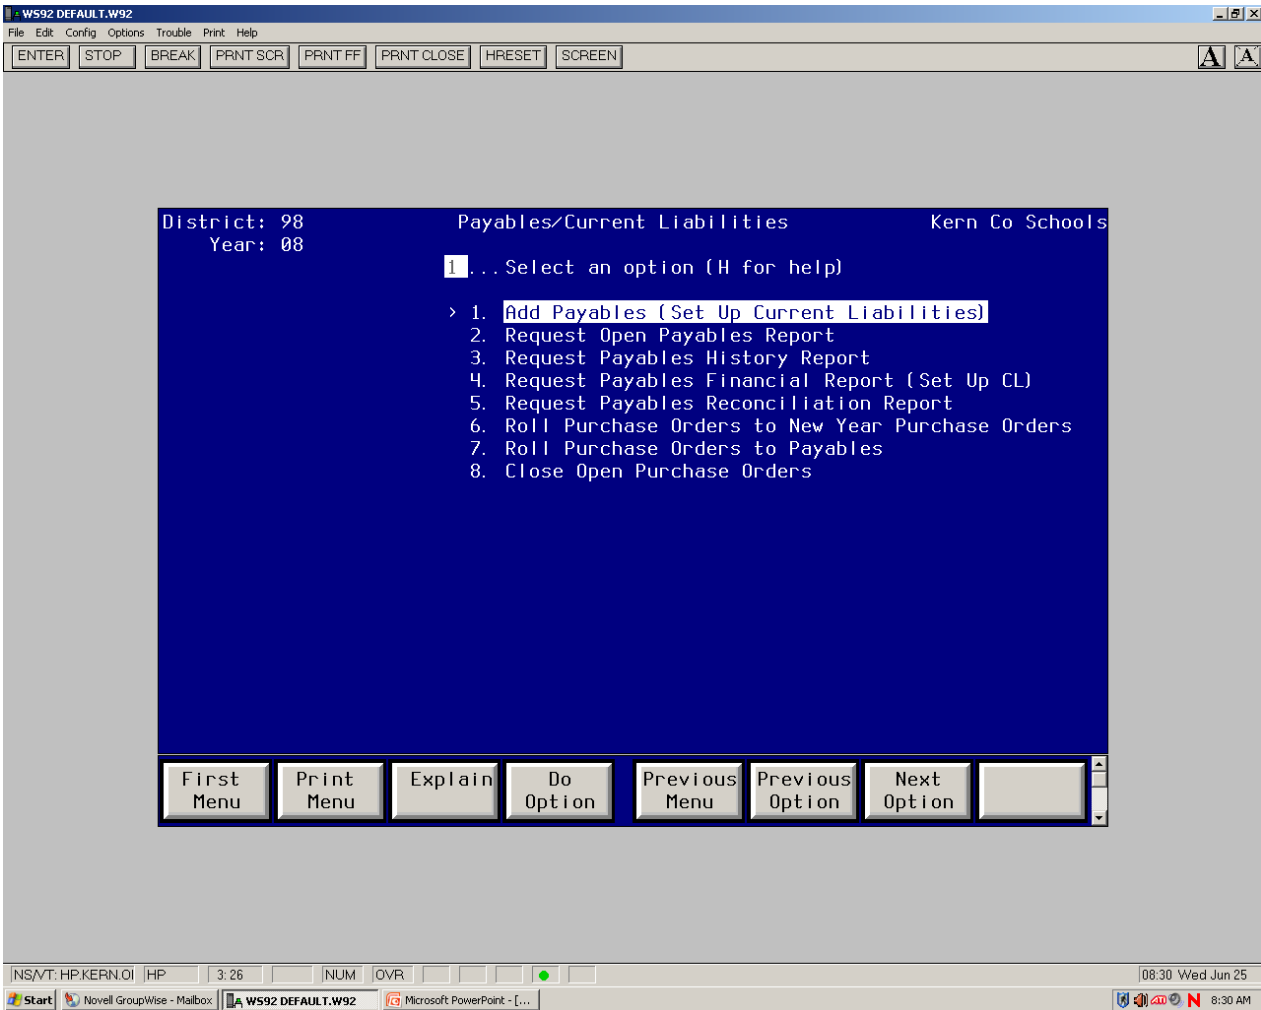 WS92 DEFAULT.W92
File Edit Config Options Trouble Print Help
ENTER STOP BREAK PRNT SCR PRNT FF PRNT CLOSE HRESET SCREEN A A
District: 98 Payables/Current Liabilities Kern Co Schools
Year: 08
1...Select an option (H for help)
> 1. Add Payables (Set Up Current Liabilities)
2. Request Open Payables Report
3. Request Payables History Report
4. Request Payables Financial Report (Set Up CL)
5. Request Payables Reconciliation Report
6. Roll Purchase Orders to New Year Purchase Orders
7. Roll Purchase Orders to Payables
8. Close Open Purchase Orders
First Menu Print Menu Explain Do Option Previous Menu Previous Option Next Option
NS/VT: HP.KERN.OI HP 3: 26 NUM OVR 08:30 Wed Jun 25
Start Novell GroupWise - Mailbox WS92 DEFAULT.W92 Microsoft PowerPoint - [... N 8:30 AM